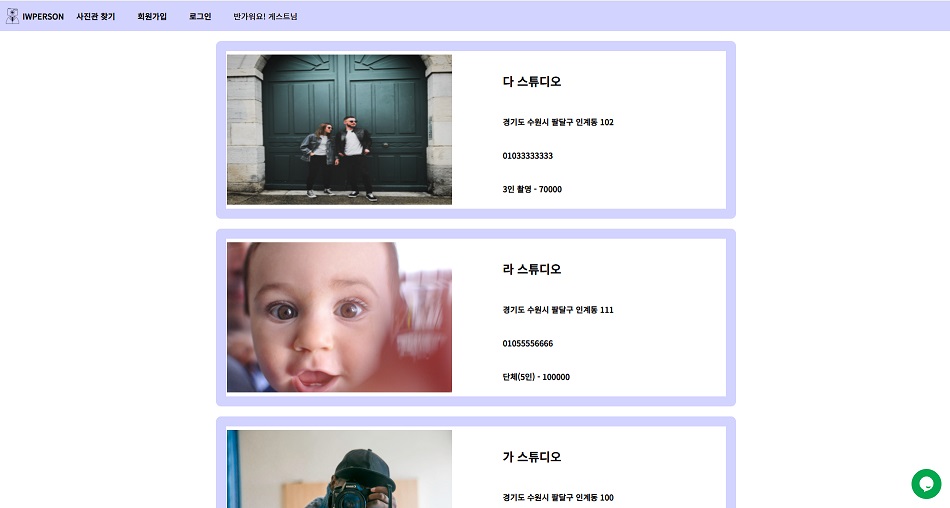 IWPERSON 사진관 찾기 회원가입 로그인 반가워요! 게스트님
다 스튜디오
경기도 수원시 팔달구 인계동 102
01033333333
3인 촬영 - 70000
라 스튜디오
경기도 수원시 팔달구 인계동 111
01055556666
단체(5인) - 100000
가 스튜디오
경기도 수원시 팔달구 인계동 100